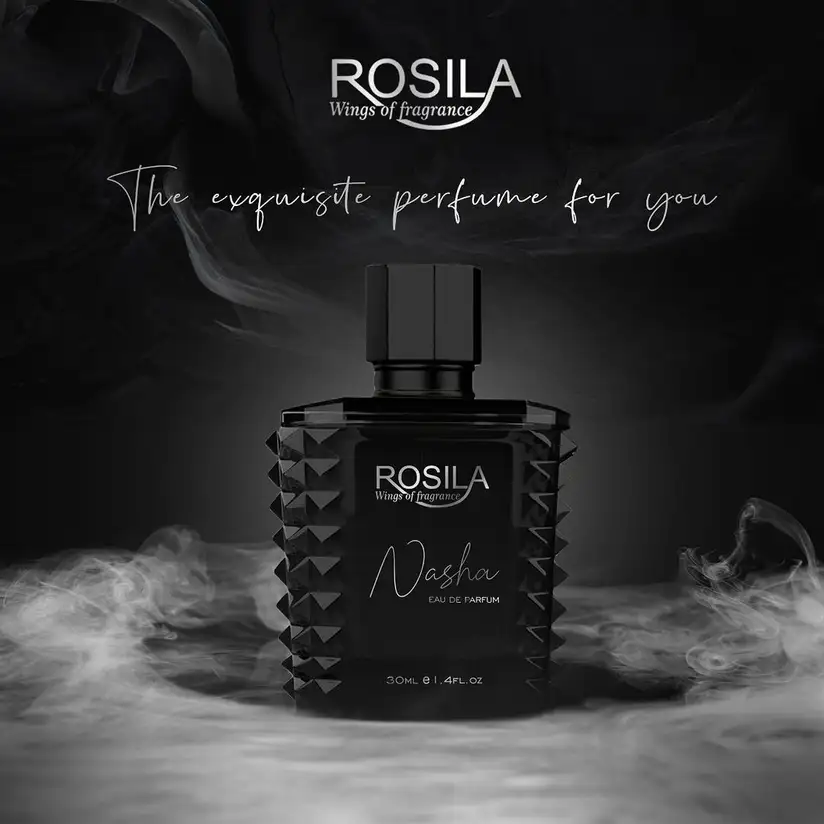 ROSILA
Wings of fragrance
The exquisite perfume for you
ROSILA
Wings of fragrance
Nasha
EAU DE PARFUM
30ML e 1.4FL.OZ